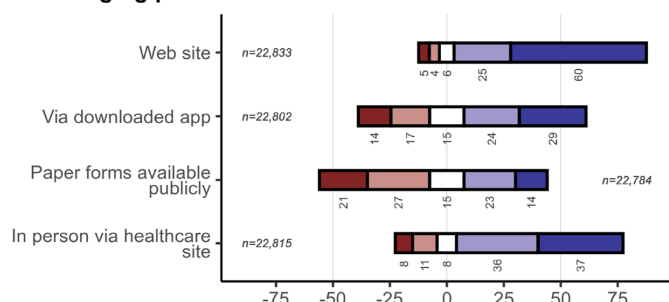 Web site
n=22,833
5 4 6 25 60
Via downloaded app
n=22,802
14 17 15 24 29
Paper forms available
publicly
n=22,784
21 27 15 23 14
In person via healthcare
site
n=22,815
8 11 8 36 37
-75 -50 -25 0 25 50 75